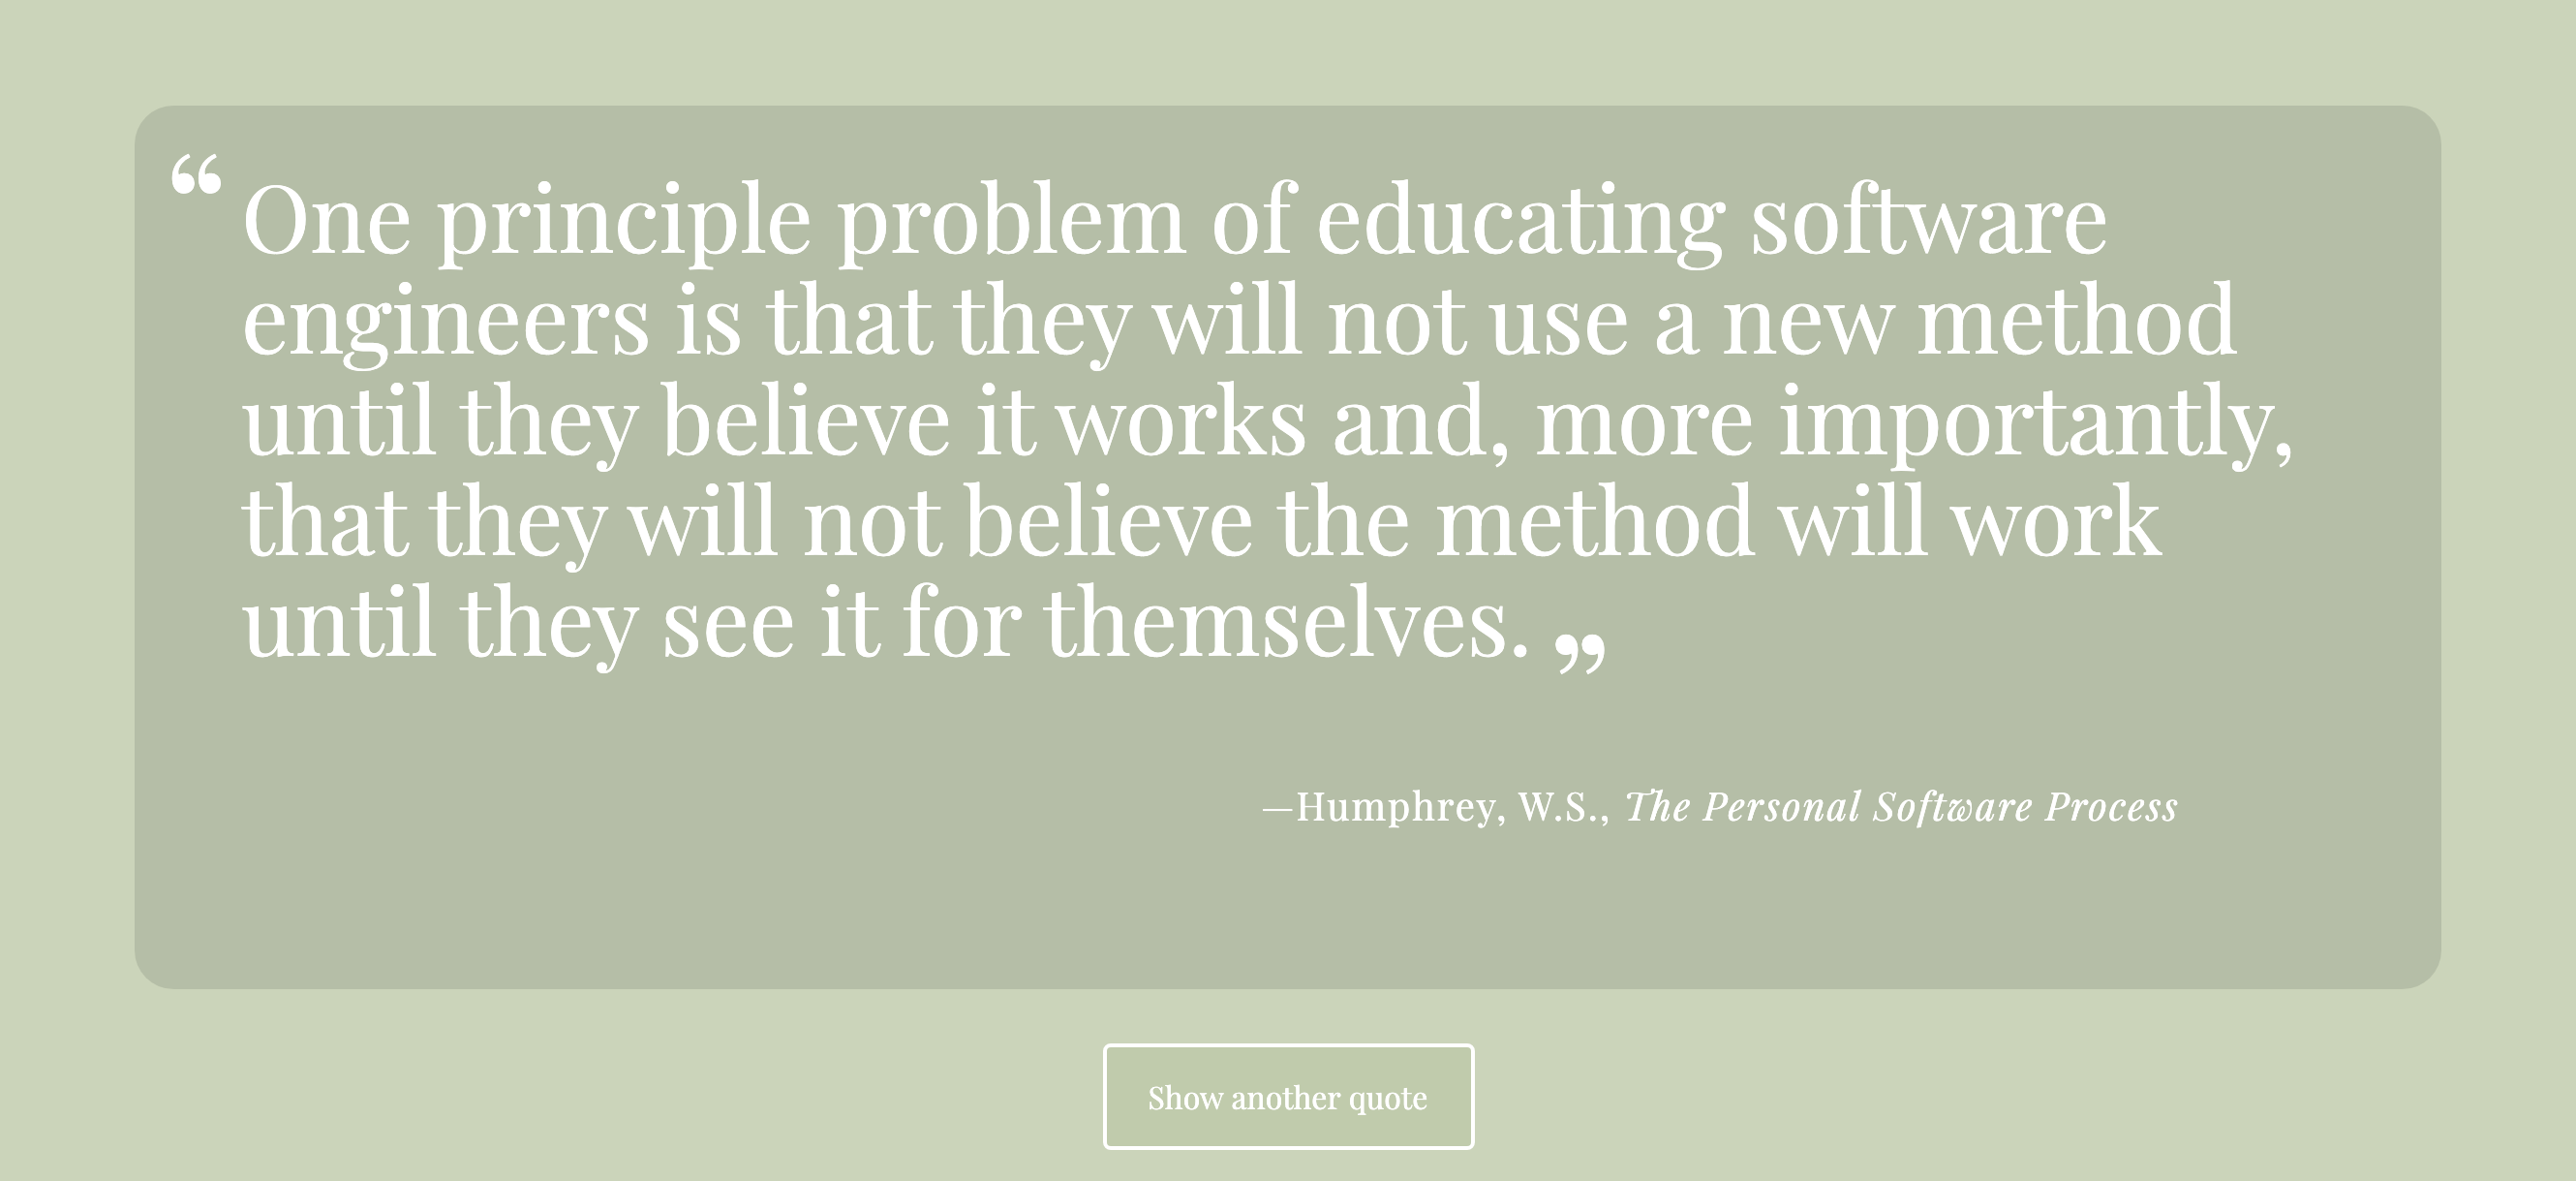 “ One principle problem of educating software
engineers is that they will not use a new method
until they believe it works and, more importantly,
that they will not believe the method will work
until they see it for themselves. ”
—Humphrey, W.S., The Personal Software Process
Show another quote